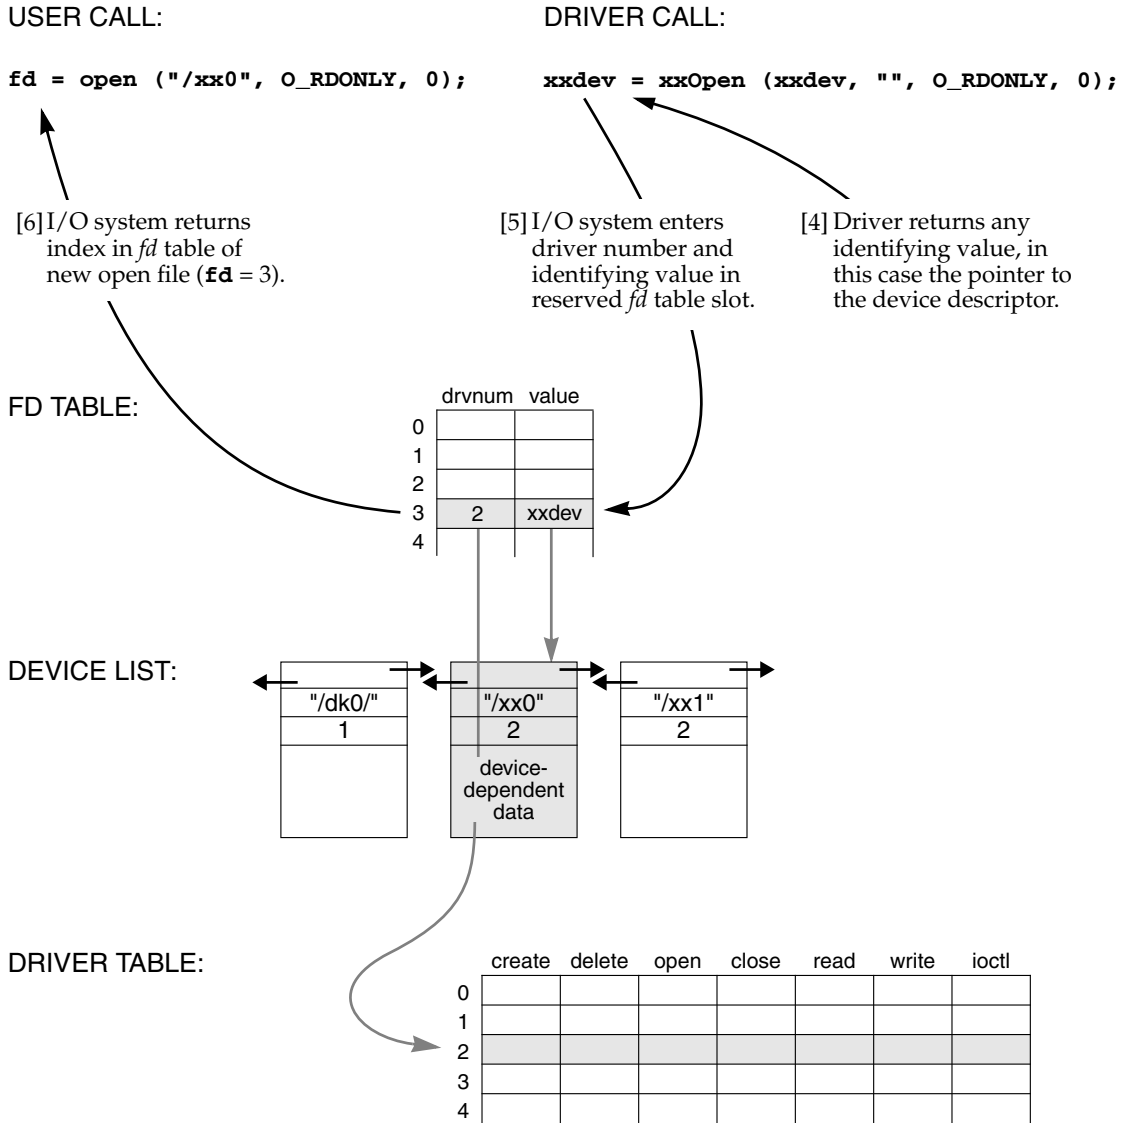 USER CALL:
DRIVER CALL:
fd = open ("/xx0", O_RDONLY, 0);
xxdev = xxOpen (xxdev, "", O_RDONLY, 0);
[6] I/O system returns
index in fd table of
new open file (fd = 3).
[5] I/O system enters
driver number and
identifying value in
reserved fd table slot.
[4] Driver returns any
identifying value, in
this case the pointer to
the device descriptor.
FD TABLE:
drvnum value
0
1
2
3 2 xxdev
4
DEVICE LIST:
"/dk0/"
1
"/xx0"
2
device-
dependent
data
"/xx1"
2
DRIVER TABLE:
create delete open close read write ioctl
0
1
2
3
4